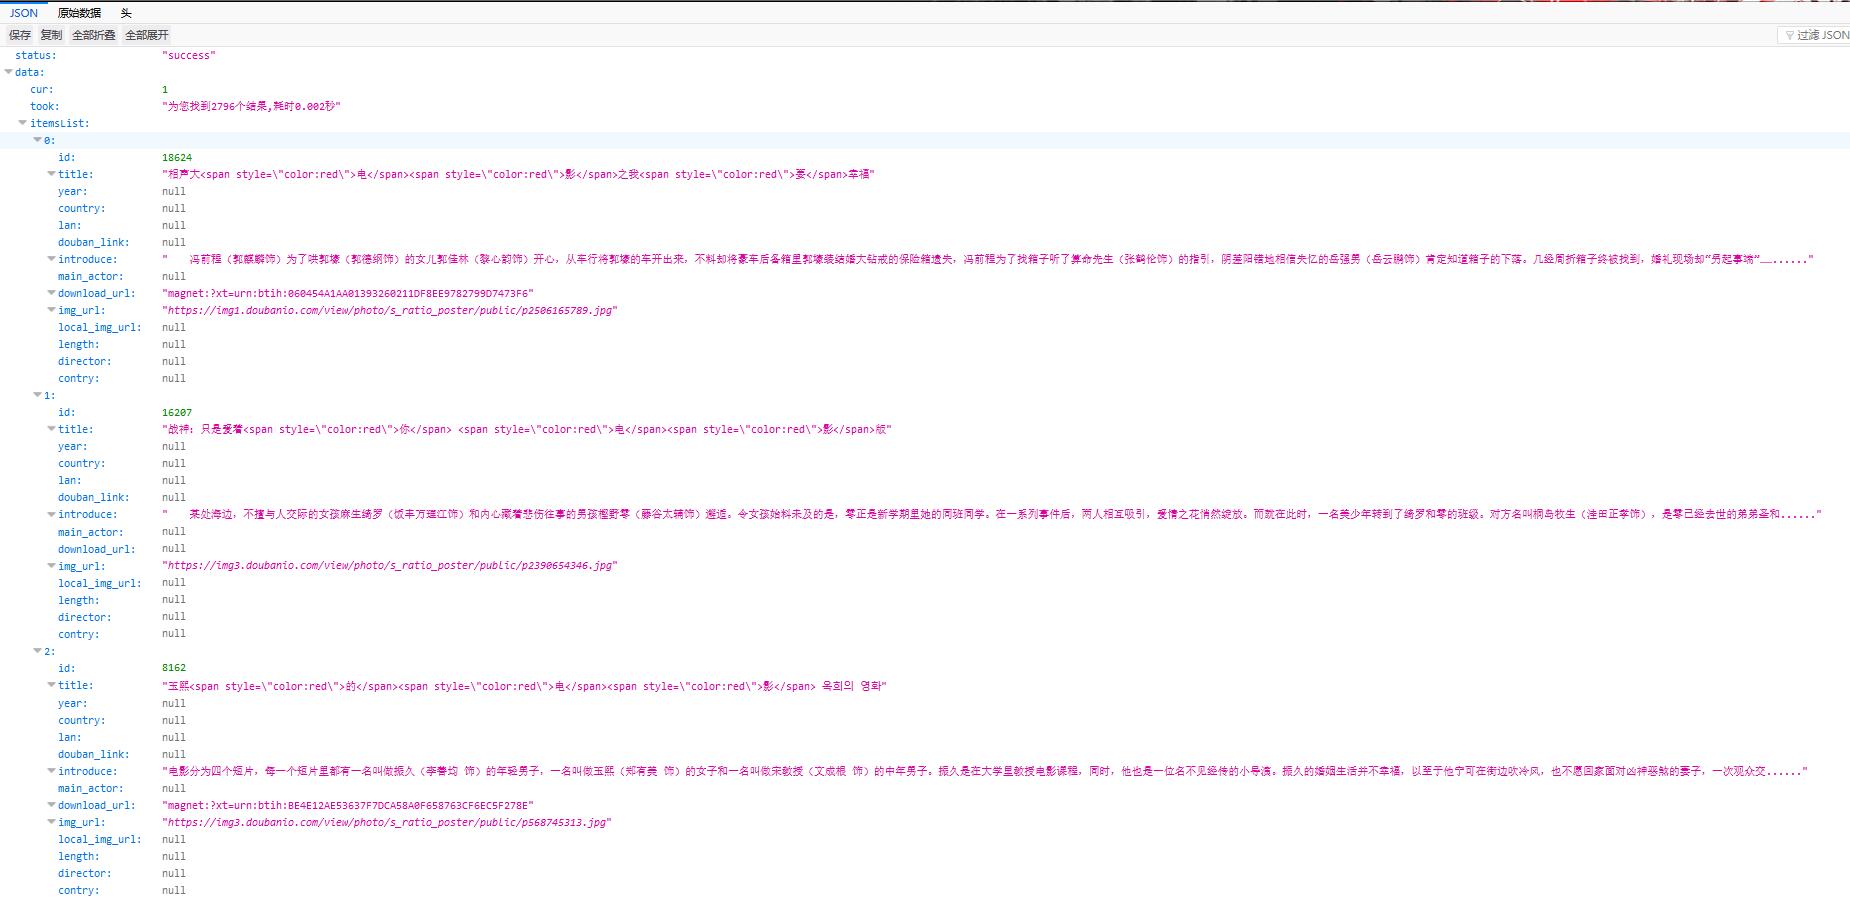 JSON 原始数据 头
保存 复制 全部折叠 全部展开 过滤 JSON
status: "success"
data:
cur: 1
took: "为您找到2796个结果,耗时0.002秒"
itemsList:
0:
id: 18624
title: "相声大<span style=\"color:red\">电</span><span style=\"color:red\">影</span>之我<span style=\"color:red\">要</span>幸福"
year: null
country: null
lan: null
douban_link: null
introduce: "　　冯前程（郭麒麟饰）为了哄郭壕（郭德纲饰）的女儿郭佳林（黎心韵饰）开心，从车行将郭壕的车开出来，不料却将豪车后备箱里郭壕装结婚大钻戒的保险箱遗失，冯前程为了找箱子听了算命先生（张鹤伦饰）的指引，阴差阳错地相信失忆的岳强男（岳云鹏饰）肯定知道箱子的下落。几经周折箱子终被找到，婚礼现场却“另起事端”……......"
main_actor: null
download_url: "magnet:?xt=urn:btih:060454A1AA01393260211DF8EE9782799D7473F6"
img_url: "https://img1.doubanio.com/view/photo/s_ratio_poster/public/p2506165789.jpg"
local_img_url: null
length: null
director: null
contry: null
1:
id: 16207
title: "战神：只是爱着<span style=\"color:red\">你</span> <span style=\"color:red\">电</span><span style=\"color:red\">影</span>版"
year: null
country: null
lan: null
douban_link: null
introduce: "　　某处海边，不擅与人交际的女孩麻生绮罗（饭丰万理江饰）和内心藏着悲伤往事的男孩樫野零（藤谷太辅饰）邂逅。令女孩始料未及的是，零正是新学期里她的同班同学。在一系列事件后，两人相互吸引，爱情之花悄然绽放。而就在此时，一名美少年转到了绮罗和零的班级。对方名叫桐岛牧生（洼田正孝饰），是零已经去世的弟弟圣和......"
main_actor: null
download_url: null
img_url: "https://img3.doubanio.com/view/photo/s_ratio_poster/public/p2390654346.jpg"
local_img_url: null
length: null
director: null
contry: null
2:
id: 8162
title: "玉熙<span style=\"color:red\">的</span><span style=\"color:red\">电</span><span style=\"color:red\">影</span> 옥희의 영화"
year: null
country: null
lan: null
douban_link: null
introduce: "电影分为四个短片，每一个短片里都有一名叫做振久（李善均 饰）的年轻男子，一名叫做玉熙（郑有美 饰）的女子和一名叫做宋教授（文成根 饰）的中年男子。振久是在大学里教授电影课程，同时，他也是一位名不见经传的小导演。振久的婚姻生活并不幸福，以至于他宁可在街边吹冷风，也不愿回家面对凶神恶煞的妻子，一次观众交......"
main_actor: null
download_url: "magnet:?xt=urn:btih:BE4E12AE53637F7DCA58A0F658763CF6EC5F278E"
img_url: "https://img3.doubanio.com/view/photo/s_ratio_poster/public/p568745313.jpg"
local_img_url: null
length: null
director: null
contry: null